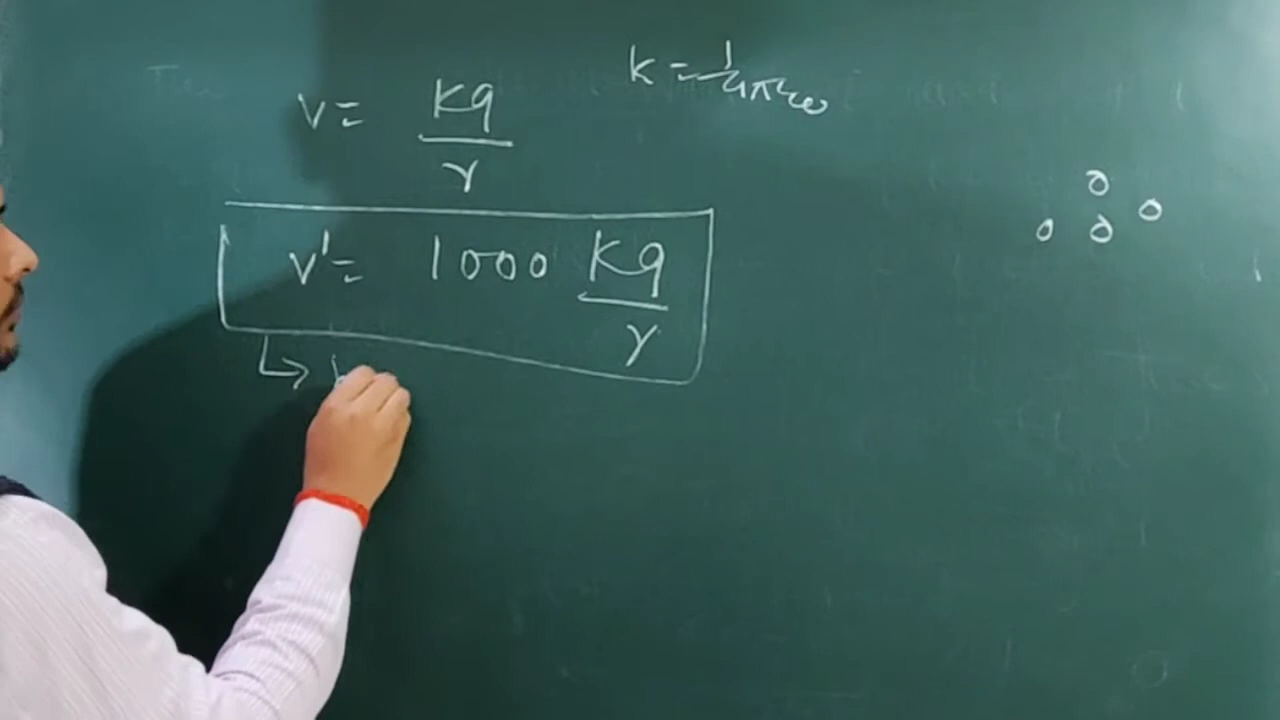 V = Kq/r
K = 1/4πε0
V' = 1000 Kq/r